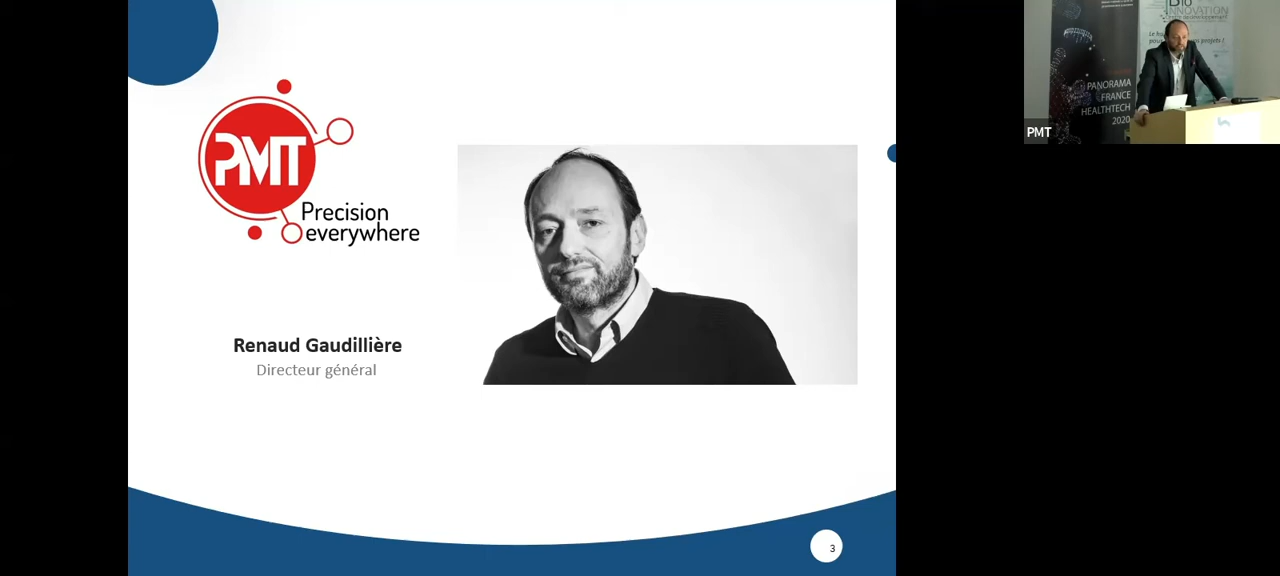 PMT
Precision
everywhere
Renaud Gaudillière
Directeur général
3
PMT
PANORAMA
FRANCE
HEALTHTECH
2020